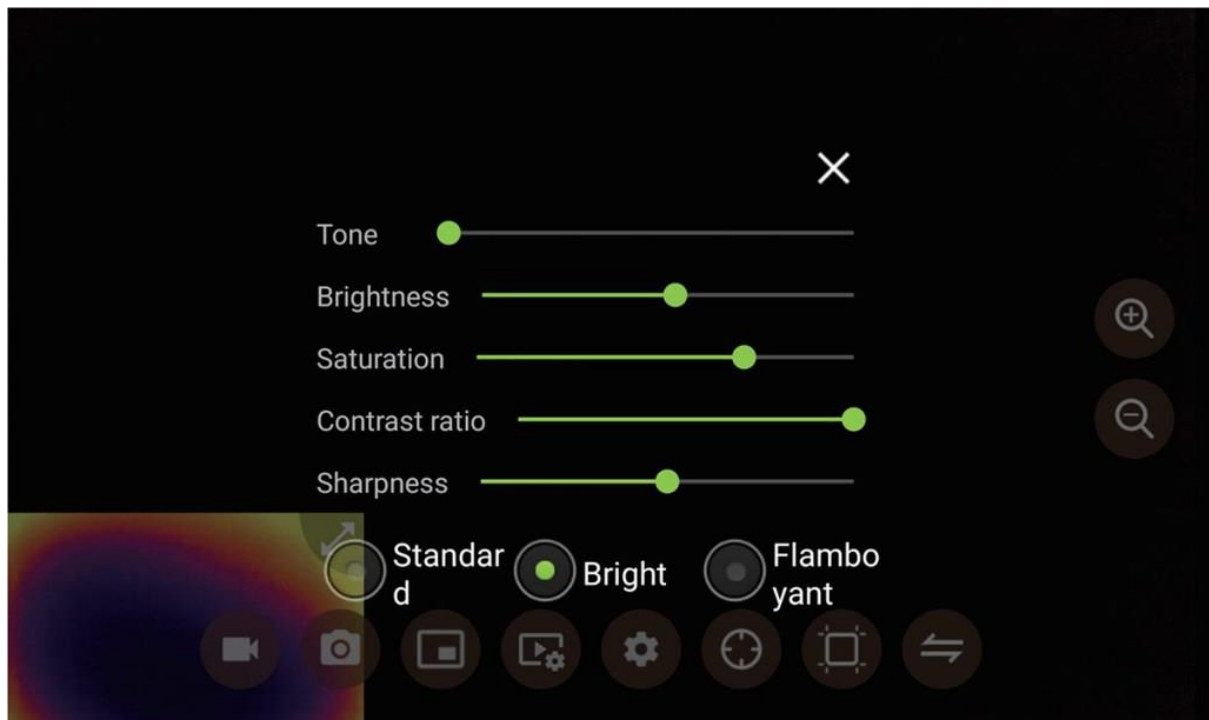 Tone
Brightness
Saturation
Contrast ratio
Sharpness
Standar
d
Bright
Flambo
yant